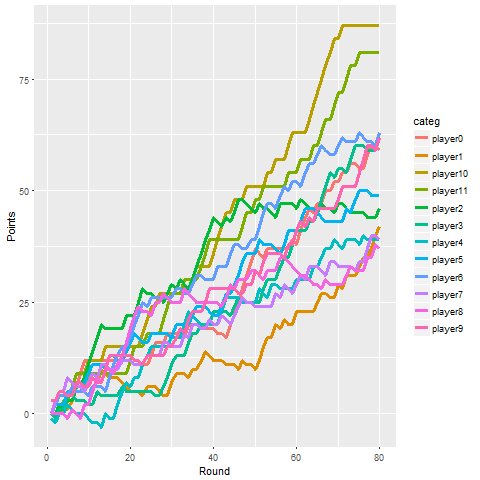 Points
75
50
25
0
0
20
40
60
80
Round
categ
player0
player1
player10
player11
player2
player3
player4
player5
player6
player7
player8
player9